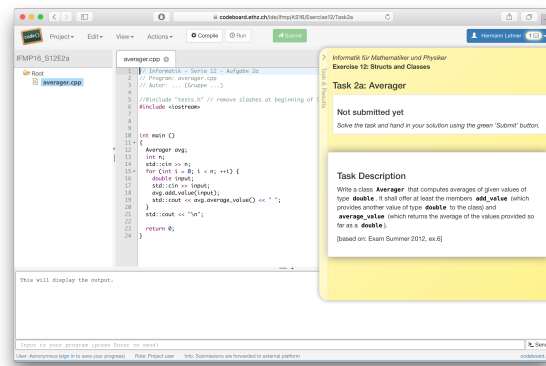 codeboard.ethz.ch/ide/ifmp/AS16/Exercise12/Task2a
code() Project Edit View Actions Compile Run Submit Hermann Lehner 1
IFMP16_S12E2a
Root
averager.cpp
averager.cpp
1 // Informatik - Serie 12 - Aufgabe 2a
2 // Program: averager.cpp
3 // Autor: ... (Gruppe ...)
4
5 //#include "tests.h" // remove slashes at beginning of l
6 #include <iostream>
7
8
9
10 int main ()
11 {
12 Averager avg;
13 int n;
14 std::cin >> n;
15 for (int i = 0; i < n; ++i) {
16 double input;
17 std::cin >> input;
18 avg.add_value(input);
19 std::cout << avg.average_value() << " ";
20 }
21 std::cout << "\n";
22
23 return 0;
24 }
Task & Results
Informatik für Mathematiker und Physiker
Exercise 12: Structs and Classes
Task 2a: Averager
Not submitted yet
Solve the task and hand in your solution using the green 'Submit' button.
Task Description
Write a class Averager that computes averages of given values of
type double. It shall offer at least the members add_value (which
provides another value of type double to the class) and
average_value (which returns the average of the values provided so
far as a double).
[based on: Exam Summer 2012, ex.6]
This will display the output.
Input to your program (press Enter to send)
Send
User: Anonymous (sign in to save your progress) Role: Project user Info: Submissions are forwarded to external platform codeboard.